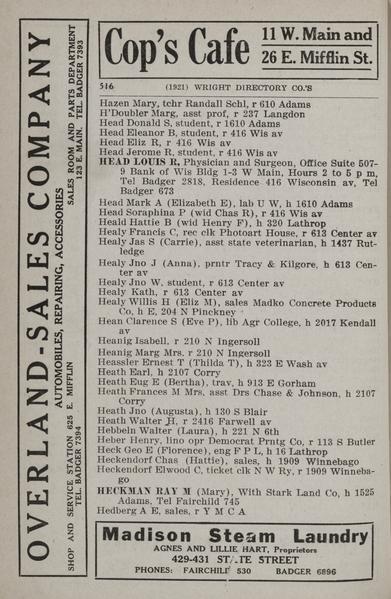 OVERLAND-SALES COMPANY
AUTOMOBILES, REPAIRING, ACCESSORIES
SHOP AND SERVICE STATION 625 E. MIFFLIN
TEL. BADGER 7394
SALES ROOM AND PARTS DEPARTMENT
123 E. MAIN. TEL. BADGER 7393
Cop's Cafe
11 W. Main and
26 E. Mifflin St.
516 (1921) WRIGHT DIRECTORY CO.'S
Hazen Mary, tchr Randall Schl, r 610 Adams
H'Doubler Marg, asst prof, r 237 Langdon
Head Donald S, student, r 1610 Adams
Head Eleanor B, student, r 416 Wis av
Head Eliz R, r 416 Wis av
Head Jerome R, student, r 416 Wis av
HEAD LOUIS R, Physician and Surgeon, Office Suite 507-
9 Bank of Wis Bldg 1-3 W Main, Hours 2 to 5 p m,
Tel Badger 2818, Residence 416 Wisconsin av, Tel
Badger 673
Head Mark A (Elizabeth E), lab U W, h 1610 Adams
Head Soraphina P (wid Chas R), r 416 Wis av
Heald Hattie B (wid Henry F), h 320 Lathrop
Healy Francis C, rec clk Photoart House, r 613 Center av
Healy Jas S (Carrie), asst state veterinarian, h 1437 Rut-
ledge
Healy Jno J (Anna), prntr Tracy & Kilgore, h 613 Cen-
ter av
Healy Jno W, student, r 613 Center av
Healy Kath, r 613 Center av
Healy Willis H (Eliz M), sales Madko Concrete Products
Co, h E, 204 N Pinckney
Hean Clarence S (Eve P), lib Agr College, h 2017 Kendall
av
Heanig Isabell, r 210 N Ingersoll
Heanig Marg Mrs, r 210 N Ingersoll
Heassler Ernest T (Thilda T), h 323 E Wash av
Heath Earl, h 2107 Corry
Heath Eug E (Bertha), trav, h 913 E Gorham
Heath Frances M Mrs, asst Drs Chase & Johnson, h 2107
Corry
Heath Jno (Augusta), h 130 S Blair
Heath Walter H, r 2416 Farwell av
Hebbeln Walter (Laura), h 221 N 6th
Heber Henry, lino opr Democrat Prntg Co, r 113 S Butler
Heck Geo E (Florence), eng F P L, h 16 Lathrop
Heckendorf Chas (Hattie), sales, h 1909 Winnebago
Heckendorf Elwood C, ticket clk N W Ry, r 1909 Winneba-
go
HECKMAN RAY M (Mary), With Stark Land Co, h 1525
Adams, Tel Fairchild 745
Hedberg A E, sales, r Y M C A
Madison Steam Laundry
AGNES AND LILLIE HART, Proprietors
429-431 STATE STREET
PHONES: FAIRCHILD 530 BADGER 6896